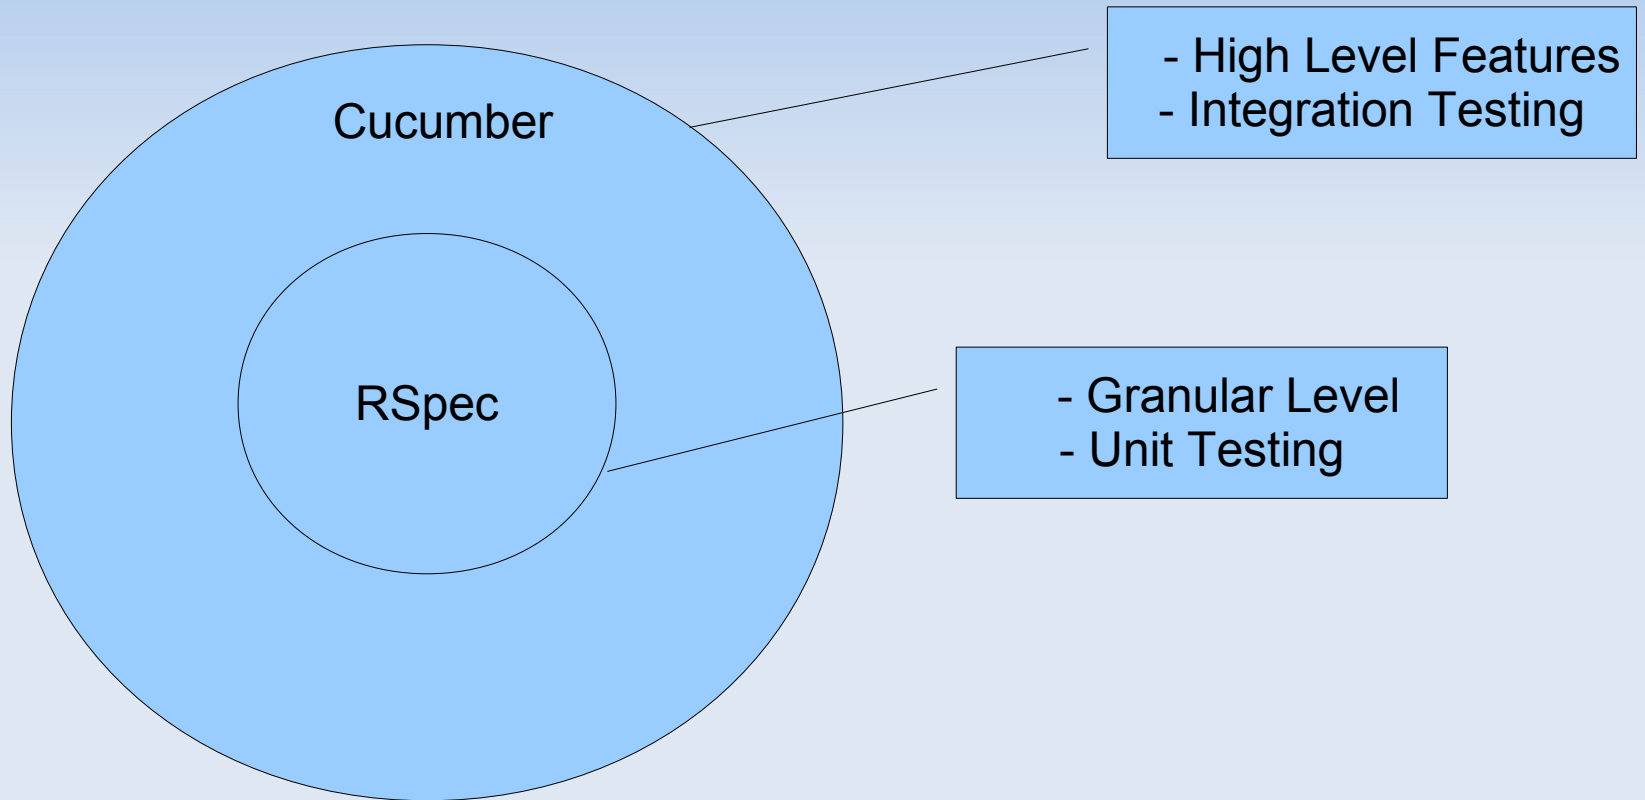 Cucumber
- High Level Features
- Integration Testing
RSpec
- Granular Level
- Unit Testing